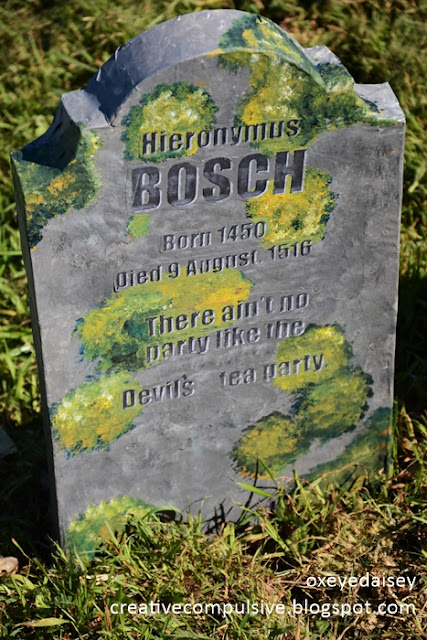 Hieronymus
BOSCH
Born 1450
Died 9 August 1516
There ain't no
party like the
Devil's tea party
oxeyedaisey
creativecompulsive.blogspot.com